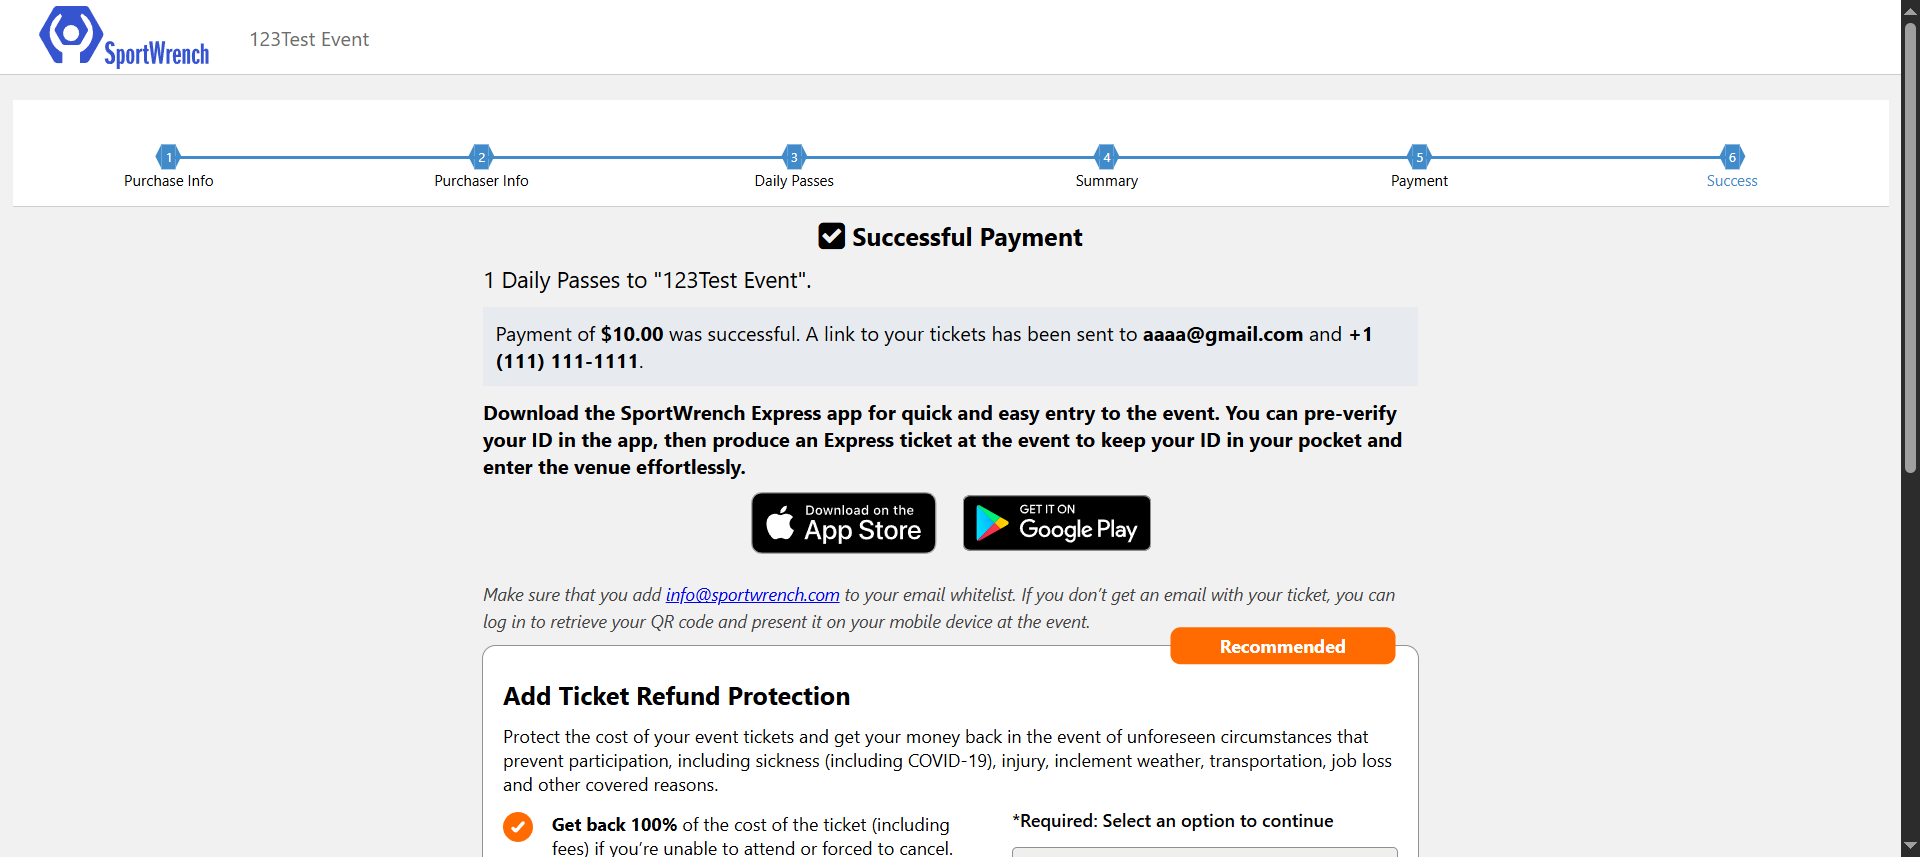 SportWrench
123Test Event
1
2
3
4
5
6
Purchase Info
Purchaser Info
Daily Passes
Summary
Payment
Success
Successful Payment
1 Daily Passes to "123Test Event".
Payment of $10.00 was successful. A link to your tickets has been sent to aaaa@gmail.com and +1
(111) 111-1111.
Download the SportWrench Express app for quick and easy entry to the event. You can pre-verify
your ID in the app, then produce an Express ticket at the event to keep your ID in your pocket and
enter the venue effortlessly.
Download on the
App Store
GET IT ON
Google Play
Make sure that you add info@sportwrench.com to your email whitelist. If you don’t get an email with your ticket, you can
log in to retrieve your QR code and present it on your mobile device at the event.
Recommended
Add Ticket Refund Protection
Protect the cost of your event tickets and get your money back in the event of unforeseen circumstances that
prevent participation, including sickness (including COVID-19), injury, inclement weather, transportation, job loss
and other covered reasons.
Get back 100% of the cost of the ticket (including
fees) if you’re unable to attend or forced to cancel.
*Required: Select an option to continue